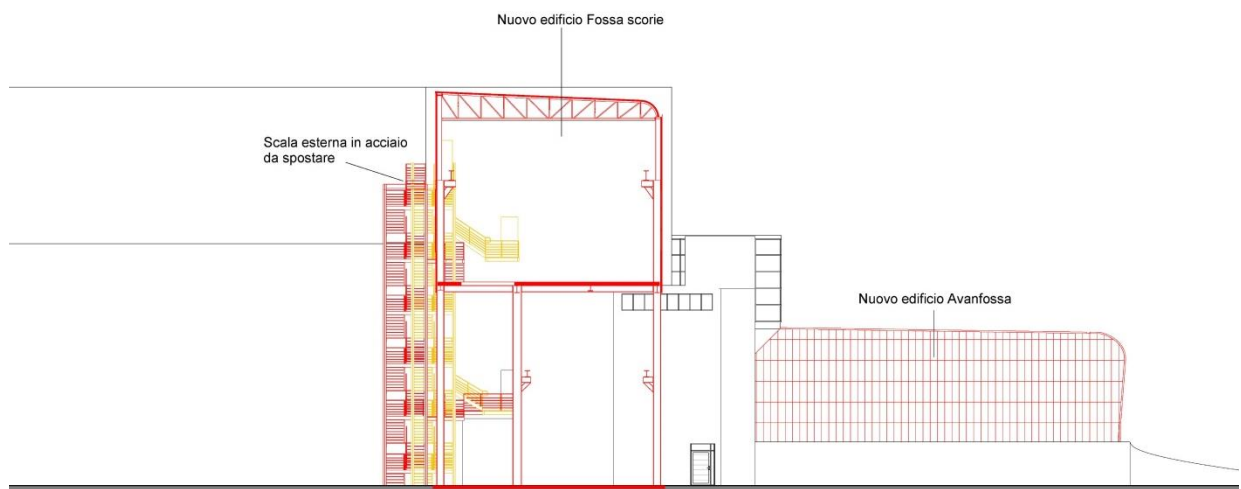 Nuovo edificio Fossa scorie
Scala esterna in acciaio
da spostare
Nuovo edificio Avanfossa